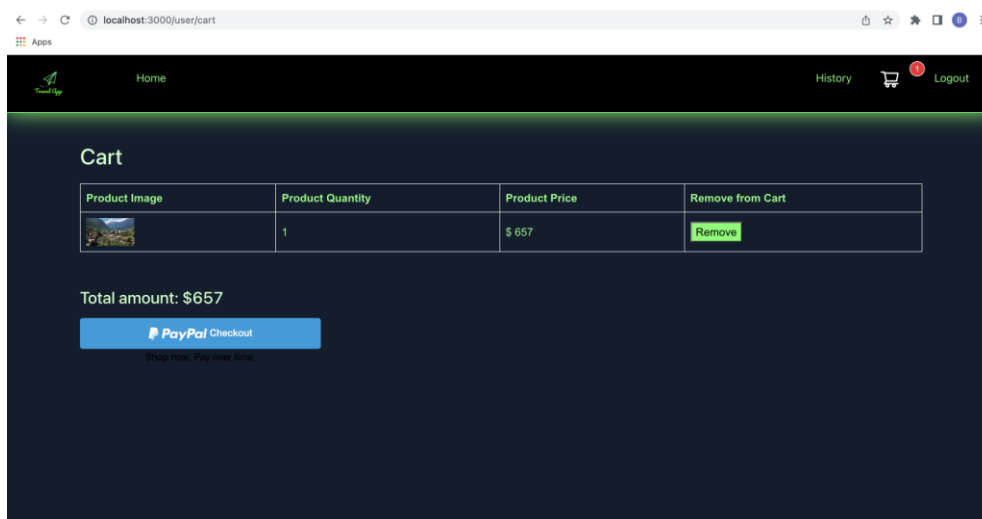 localhost:3000/user/cart
B
Apps
Travel App
Home
History
1
Logout
Cart
Product Image
Product Quantity
Product Price
Remove from Cart
1
$ 657
Remove
Total amount: $657
PayPal Checkout
Shop now. Pay over time.